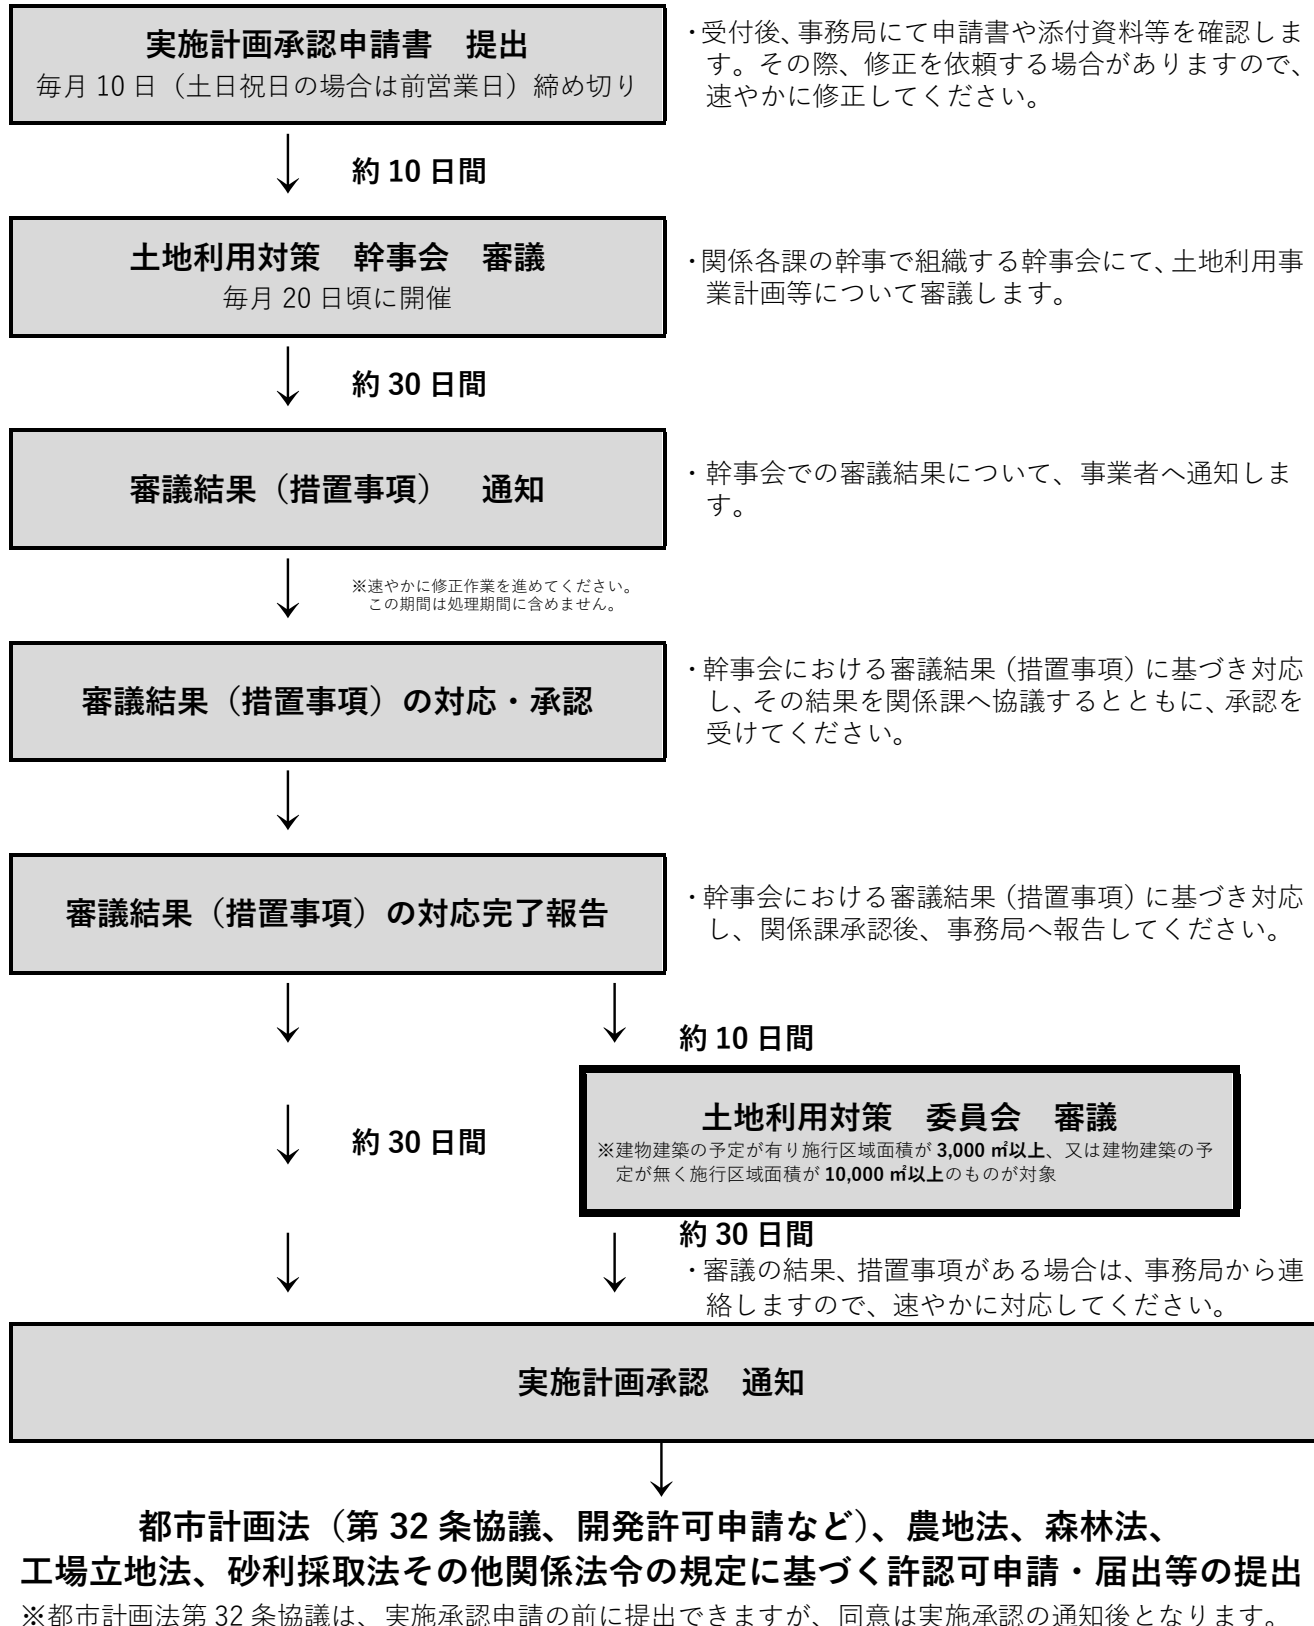 実施計画承認申請書　提出
毎月 10 日（土日祝日の場合は前営業日）締め切り
・受付後、事務局にて申請書や添付資料等を確認しま
す。その際、修正を依頼する場合がありますので、
速やかに修正してください。
約 10 日間
土地利用対策　幹事会　審議
毎月 20 日頃に開催
・関係各課の幹事で組織する幹事会にて、土地利用事
業計画等について審議します。
約 30 日間
審議結果（措置事項）　通知
・幹事会での審議結果について、事業者へ通知しま
す。
※速やかに修正作業を進めてください。
この期間は処理期間に含めません。
審議結果（措置事項）の対応・承認
・幹事会における審議結果（措置事項）に基づき対応
し、その結果を関係課へ協議するとともに、承認を
受けてください。
審議結果（措置事項）の対応完了報告
・幹事会における審議結果（措置事項）に基づき対応
し、関係課承認後、事務局へ報告してください。
約 10 日間
約 30 日間
土地利用対策　委員会　審議
※建物建築の予定が有り施行区域面積が 3,000 ㎡以上、又は建物建築の予
定が無く施行区域面積が 10,000 ㎡以上のものが対象
約 30 日間
・審議の結果、措置事項がある場合は、事務局から連
絡しますので、速やかに対応してください。
実施計画承認　通知
都市計画法（第 32 条協議、開発許可申請など）、農地法、森林法、
工場立地法、砂利採取法その他関係法令の規定に基づく許認可申請・届出等の提出
※都市計画法第 32 条協議は、実施承認申請の前に提出できますが、同意は実施承認の通知後となります。